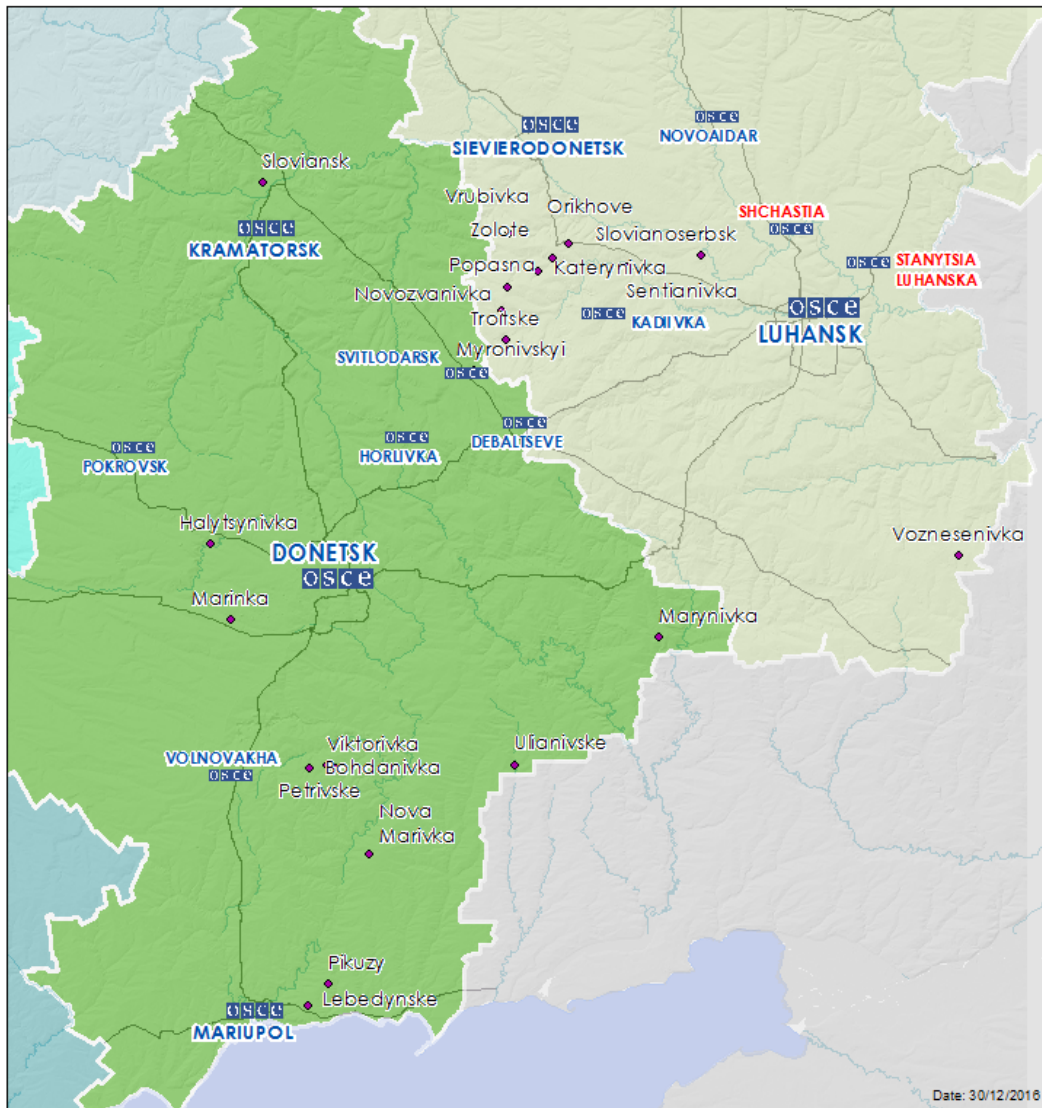 osce
NOVOAIDAR
osce
SIEVIERODONETSK
Sloviansk
Vrubivka
Orikhove
SHCHASTIA
osce
osce
KRAMATORSK
Zolote
Slovianoserbsk
osce
STANYTSIA
LUHANSKA
Popasna
Katerynivka
Novozvanivka
Sentianivka
osce
LUHANSK
Troitske
osce
KADIIVKA
Myronivskyi
SVITLODARSK
osce
osce
DEBALTSEVE
osce
HORLIVKA
osce
POKROVSK
Halytsynivka
DONETSK
osce
Voznesenivka
Marinka
Marynivka
VOLNOVAKHA
osce
Viktorivka
Bohdanivka
Petrivske
Ulianivske
Nova
Marivka
Pikuzy
Lebedynske
osce
MARIUPOL
Date: 30/12/2016